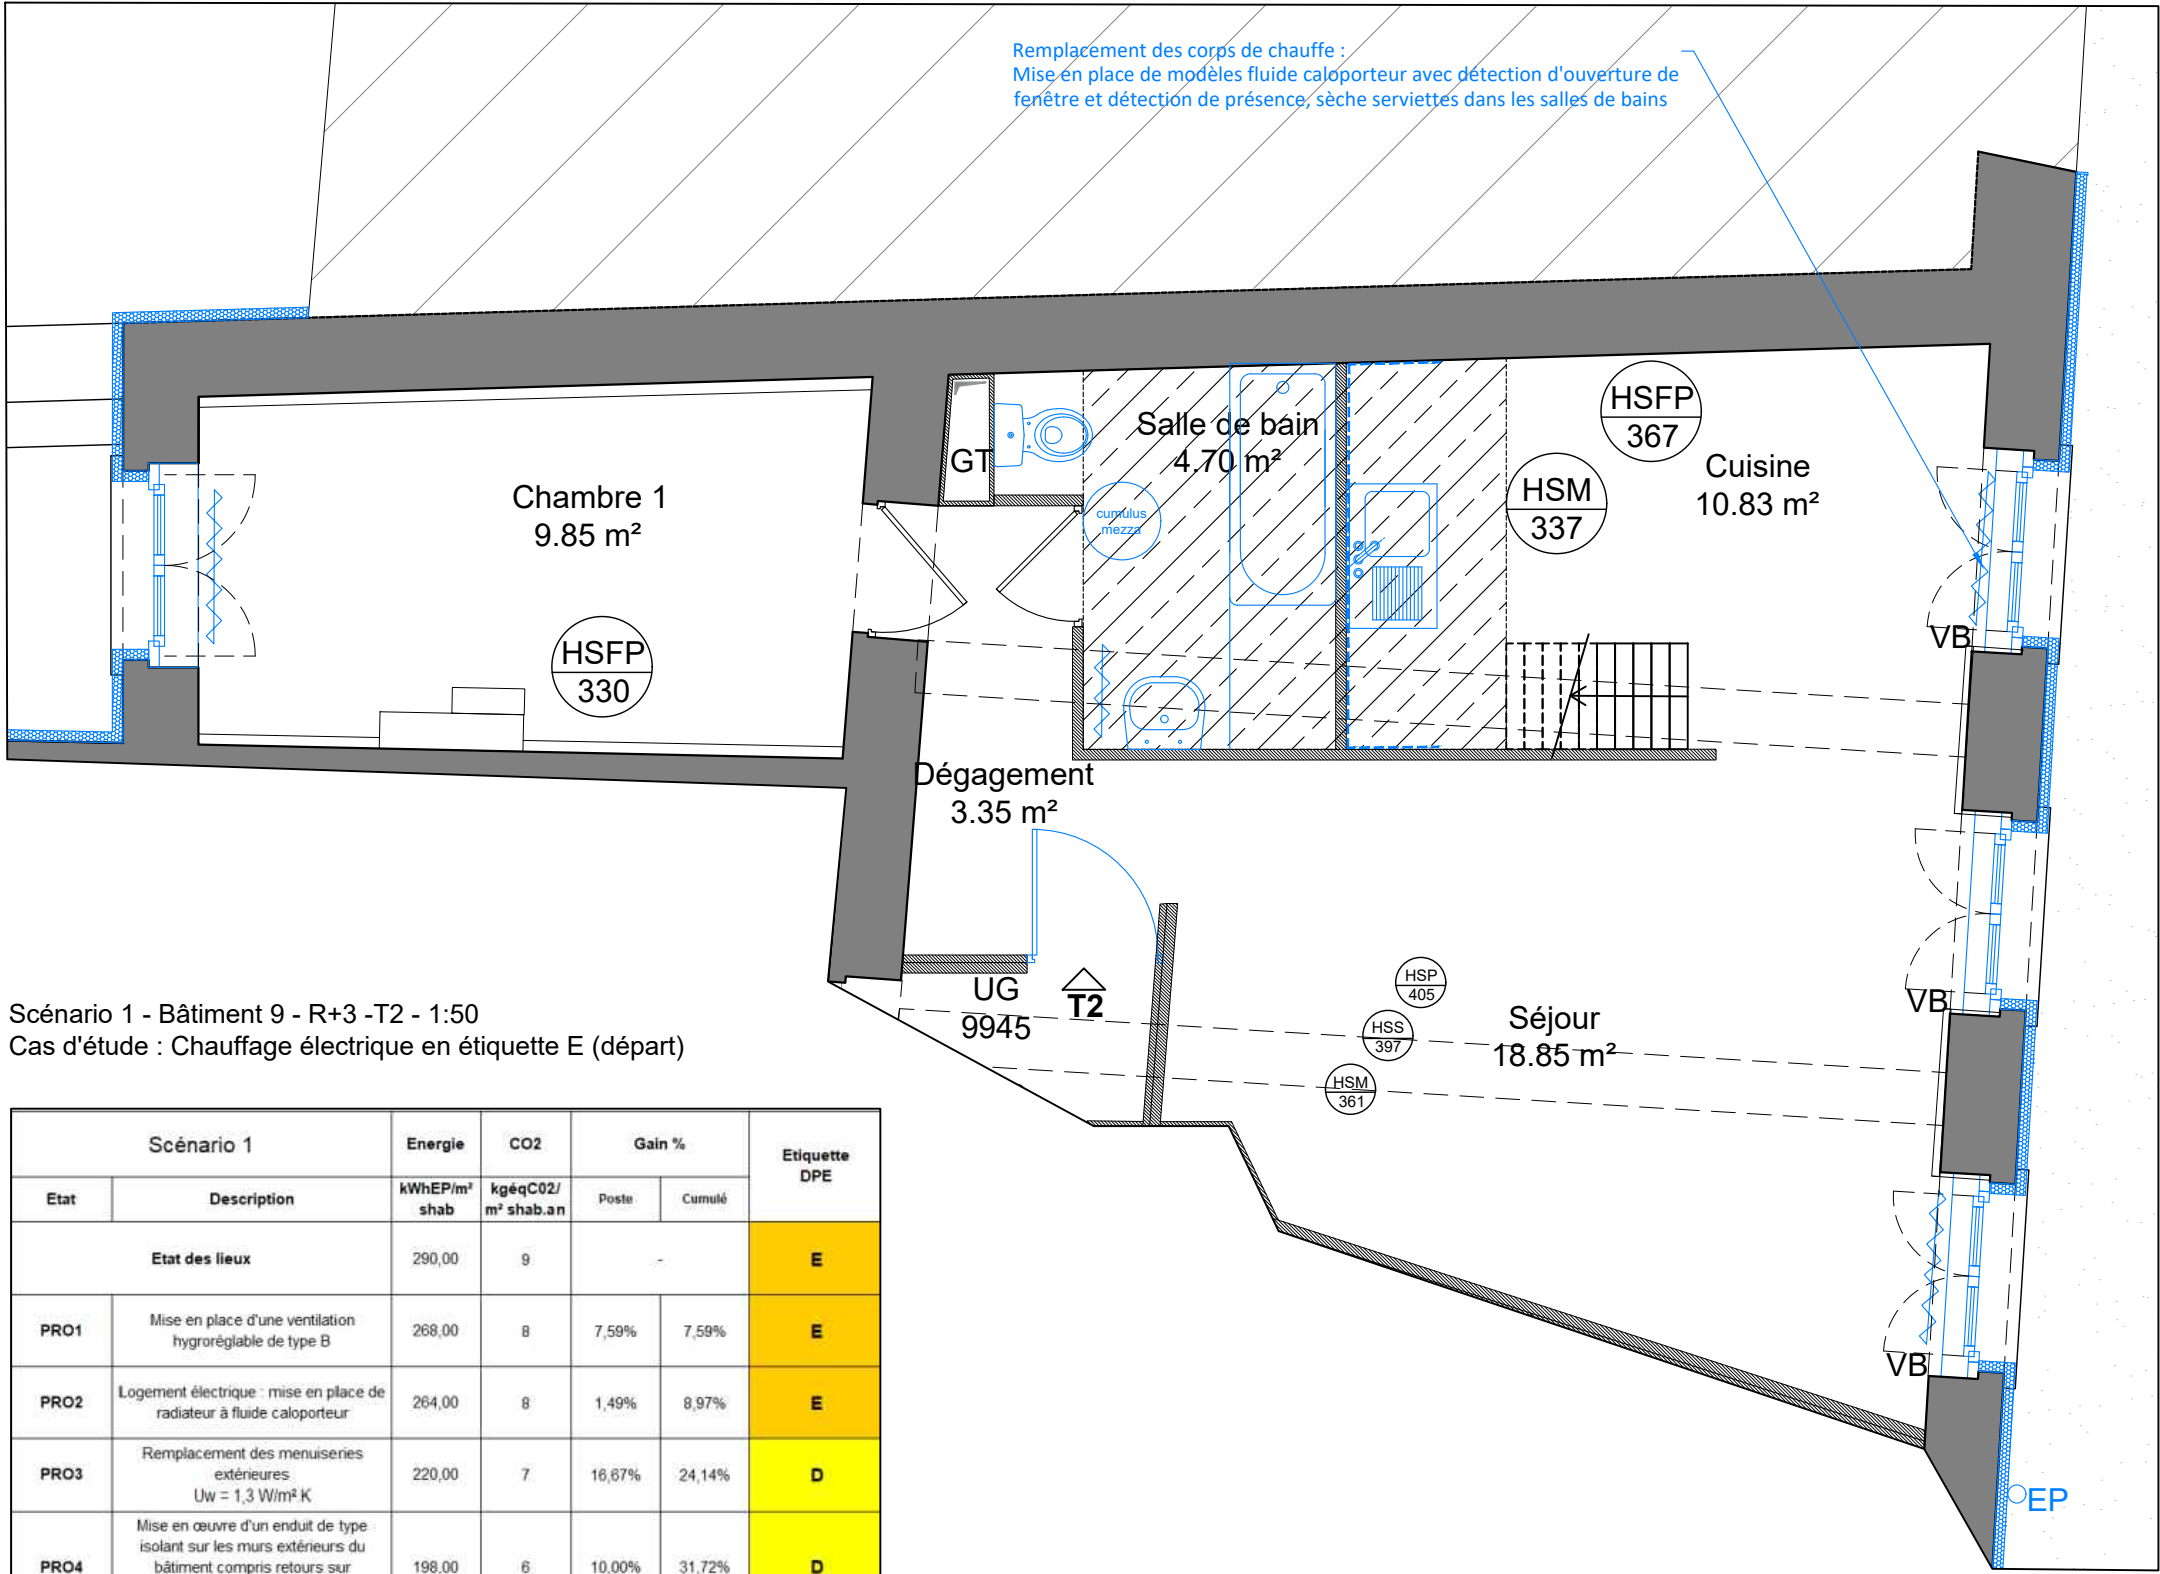 Remplacement des corps de chauffe :
Mise en place de modèles fluide caloporteur avec détection d'ouverture de
fenêtre et détection de présence, sèche serviettes dans les salles de bains
HSFP
367
Salle de bain
4.70 m²
GT
Cuisine
10.83 m²
HSM
337
Chambre 1
9.85 m²
cumulus
mezza
HSFP
330
VB
Dégagement
3.35 m²
UG
9945
T2
HSP
405
HSS
397
HSM
361
Séjour
18.85 m²
VB
VB
EP
Scénario 1 - Bâtiment 9 - R+3 -T2 - 1:50
Cas d'étude : Chauffage électrique en étiquette E (départ)
Scénario 1
Energie
CO2
Gain %
Etiquette
DPE
Etat
Description
kWhEP/m²
shab
kgéqC02/
m² shab.an
Poste
Cumulé
Etat des lieux
290,00
9
-
E
PRO1
Mise en place d'une ventilation
hygroréglable de type B
268,00
8
7,59%
7,59%
E
PRO2
Logement électrique : mise en place de
radiateur à fluide caloporteur
264,00
8
1,49%
8,97%
E
PRO3
Remplacement des menuiseries
extérieures
Uw = 1,3 W/m².K
220,00
7
16,67%
24,14%
D
PRO4
Mise en œuvre d'un enduit de type
isolant sur les murs extérieurs du
bâtiment compris retours sur
198,00
6
10,00%
31,72%
D